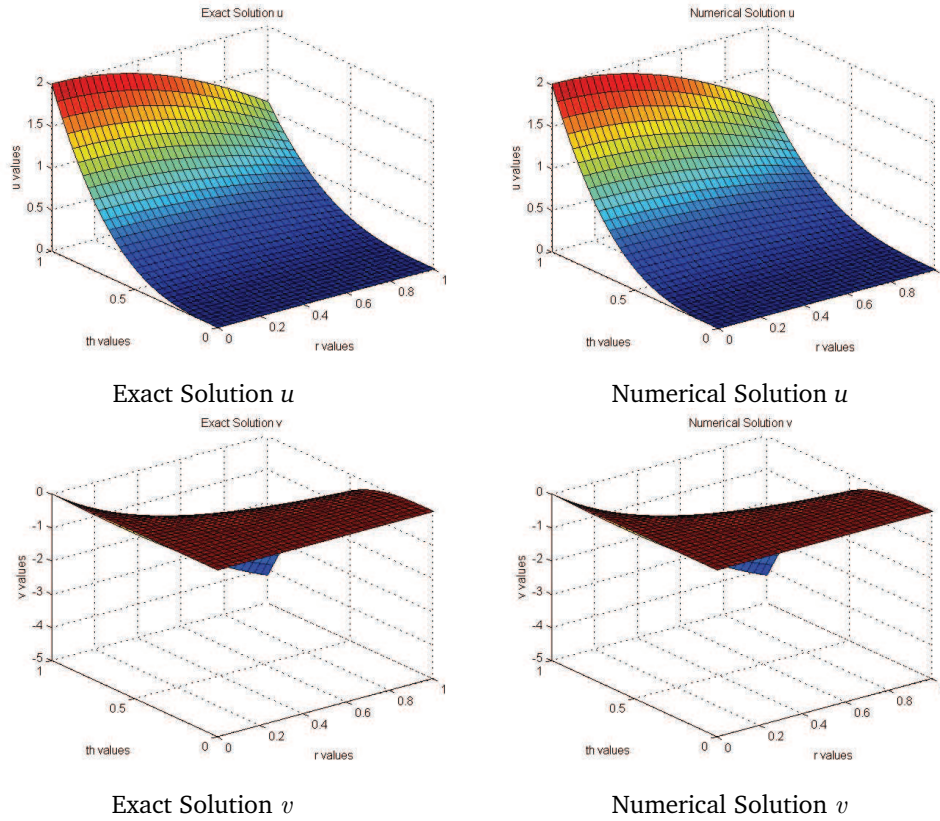 Exact Solution u
2
1.5
1
0.5
0
u values
1
0.5
0
th values
0
0.2
0.4
0.6
0.8
1
r values
Exact Solution u
Numerical Solution u
2
1.5
1
0.5
0
u values
1
0.5
0
th values
0
0.2
0.4
0.6
0.8
r values
Numerical Solution u
Exact Solution v
0
-1
-2
-3
-4
-5
v values
1
0.5
0
th values
0
0.2
0.4
0.6
0.8
1
r values
Exact Solution v
Numerical Solution v
0
-1
-2
-3
-4
-5
v values
1
0.5
0
th values
0
0.2
0.4
0.6
0.8
r values
Numerical Solution v